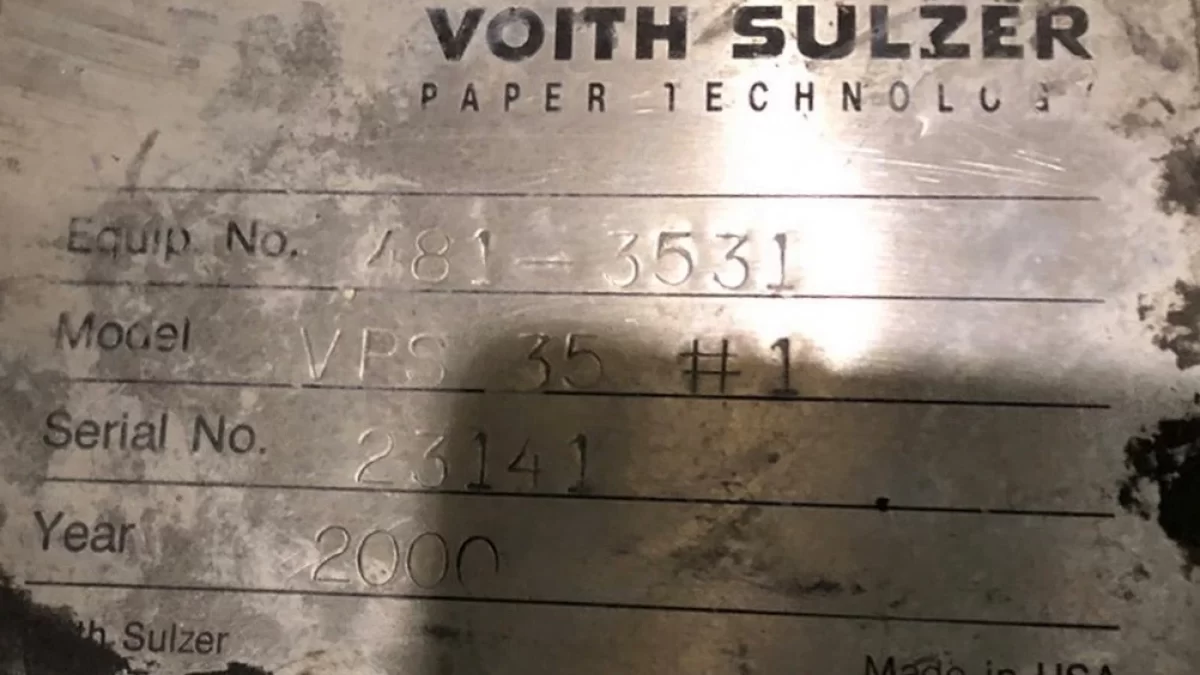 VOITH SULZER
PAPER TECHNOLOGY
Equip. No. 481-3531
Model VPS 35 #1
Serial No. 23141
Year 2000
Sulzer
Made in USA